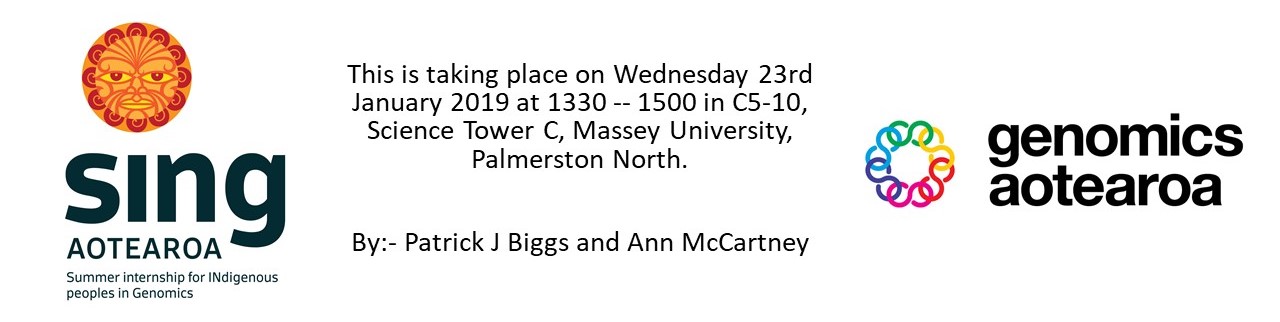 sing
AOTEAROA
Summer internship for INdigenous
peoples in Genomics
This is taking place on Wednesday 23rd
January 2019 at 1330 -- 1500 in C5-10,
Science Tower C, Massey University,
Palmerston North.
By:- Patrick J Biggs and Ann McCartney
genomics
aotearoa